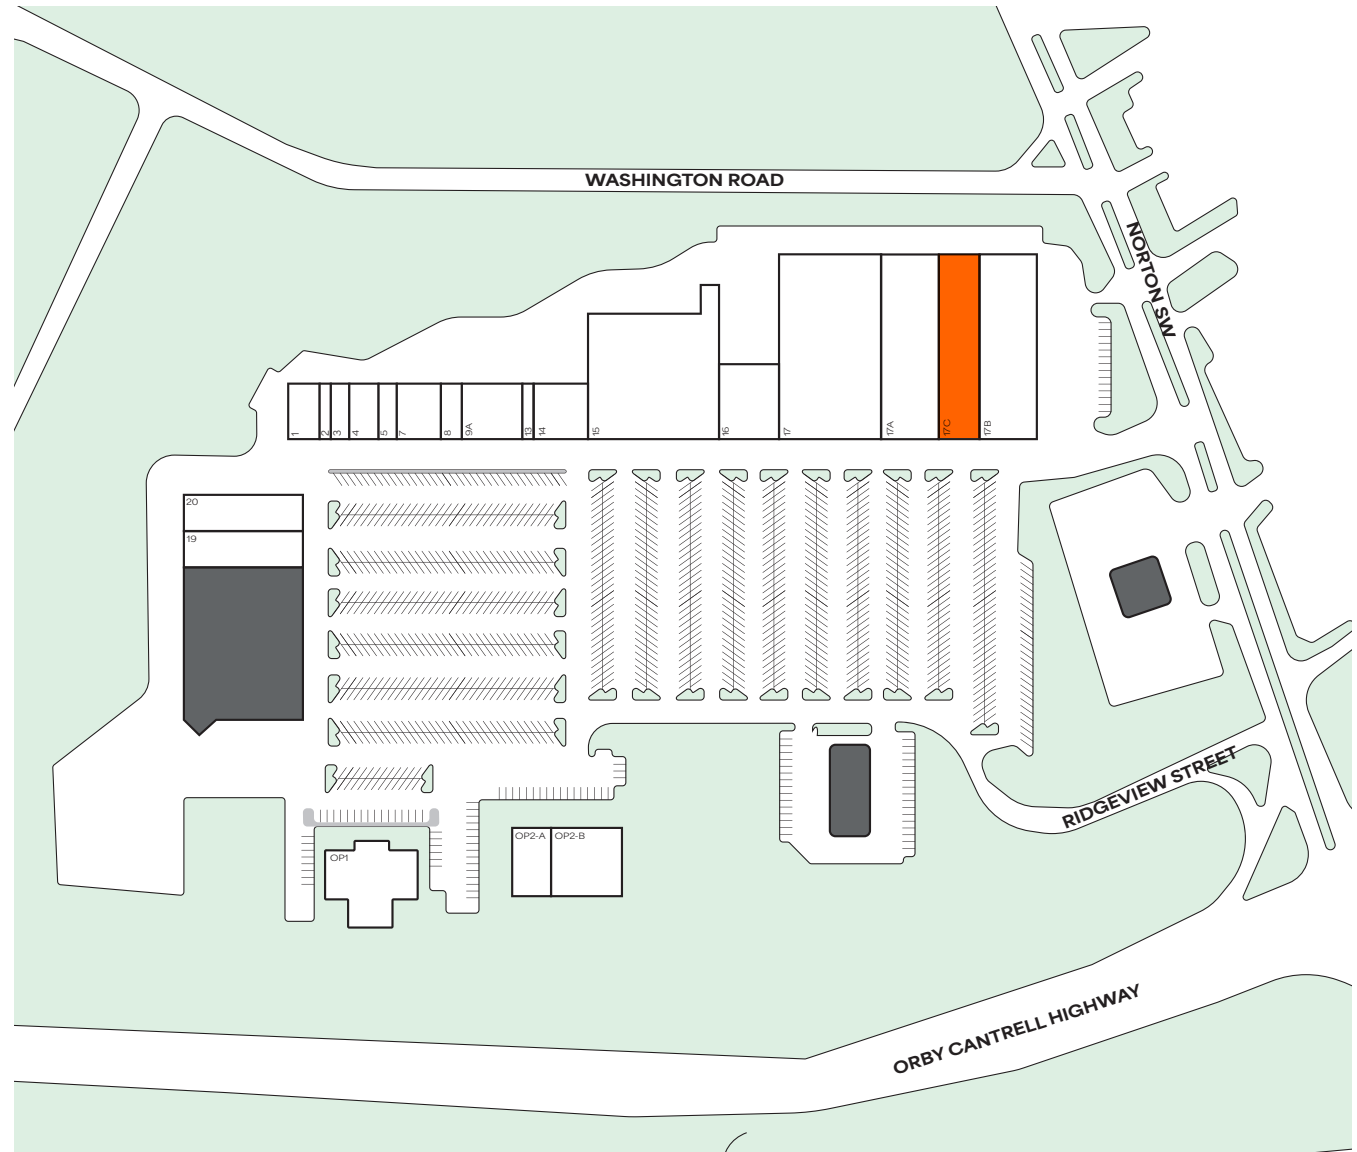 WASHINGTON ROAD
NORTON SW
1
2
3
4
5
7
8
9A
13
14
15
16
17
17A
17C
17B
20
19
RIDGEVIEW STREET
OP1
OP2-A
OP2-B
ORBY CANTRELL HIGHWAY